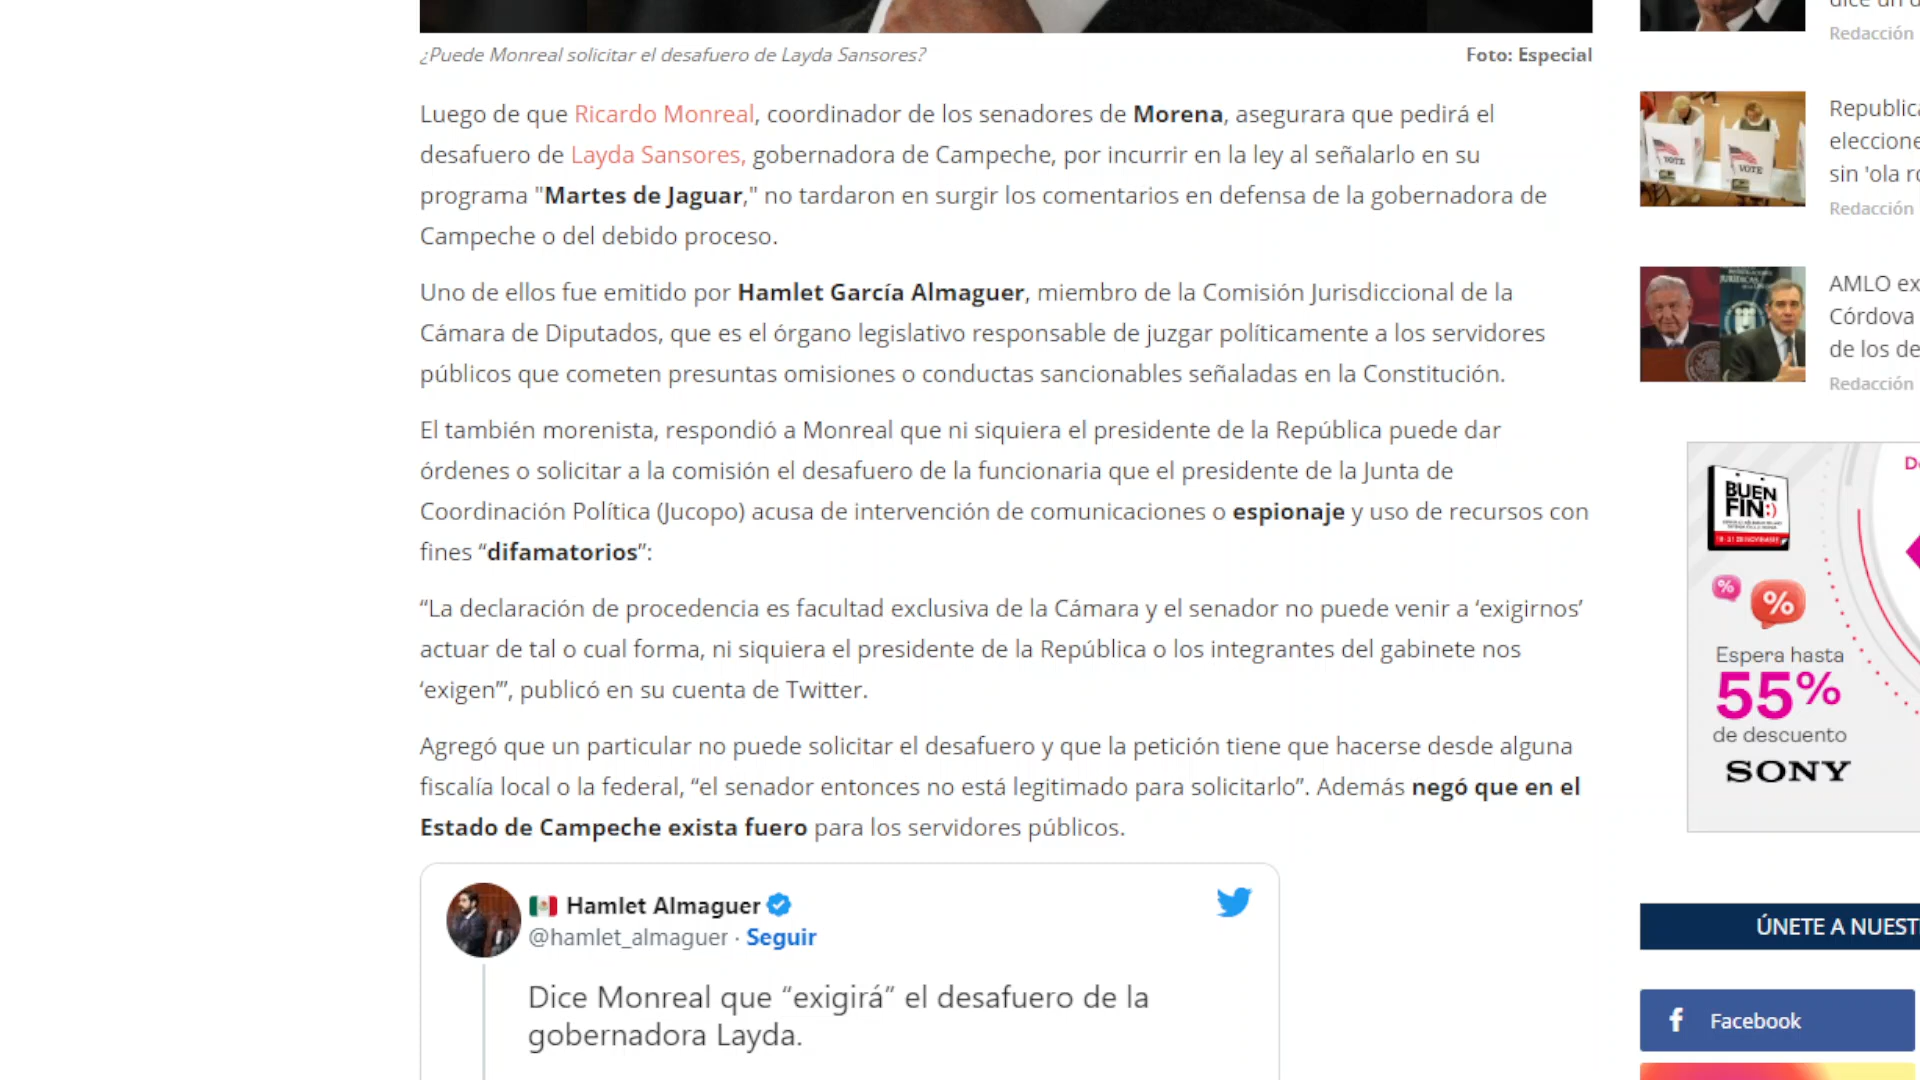 ¿Puede Monreal solicitar el desafuero de Layda Sansores?
Foto: Especial
Luego de que Ricardo Monreal, coordinador de los senadores de Morena, asegurara que pedirá el
desafuero de Layda Sansores, gobernadora de Campeche, por incurrir en la ley al señalarlo en su
programa "Martes de Jaguar," no tardaron en surgir los comentarios en defensa de la gobernadora de
Campeche o del debido proceso.
Uno de ellos fue emitido por Hamlet García Almaguer, miembro de la Comisión Jurisdiccional de la
Cámara de Diputados, que es el órgano legislativo responsable de juzgar políticamente a los servidores
públicos que cometen presuntas omisiones o conductas sancionables señaladas en la Constitución.
El también morenista, respondió a Monreal que ni siquiera el presidente de la República puede dar
órdenes o solicitar a la comisión el desafuero de la funcionaria que el presidente de la Junta de
Coordinación Política (Jucopo) acusa de intervención de comunicaciones o espionaje y uso de recursos con
fines “difamatorios”:
“La declaración de procedencia es facultad exclusiva de la Cámara y el senador no puede venir a ‘exigirnos’
actuar de tal o cual forma, ni siquiera el presidente de la República o los integrantes del gabinete nos
‘exigen’”, publicó en su cuenta de Twitter.
Agregó que un particular no puede solicitar el desafuero y que la petición tiene que hacerse desde alguna
fiscalía local o la federal, “el senador entonces no está legitimado para solicitarlo”. Además negó que en el
Estado de Campeche exista fuero para los servidores públicos.
Hamlet Almaguer
@hamlet_almaguer · Seguir
Dice Monreal que “exigirá” el desafuero de la
gobernadora Layda.
Redacción
VOTE
VOTE
sin 'ola
Redacción
AMLO
Córdova
de los
Redacción
BUEN
FIN:)
%
%
Espera hasta
55%
de descuento
SONY
ÚNETE A
Facebook